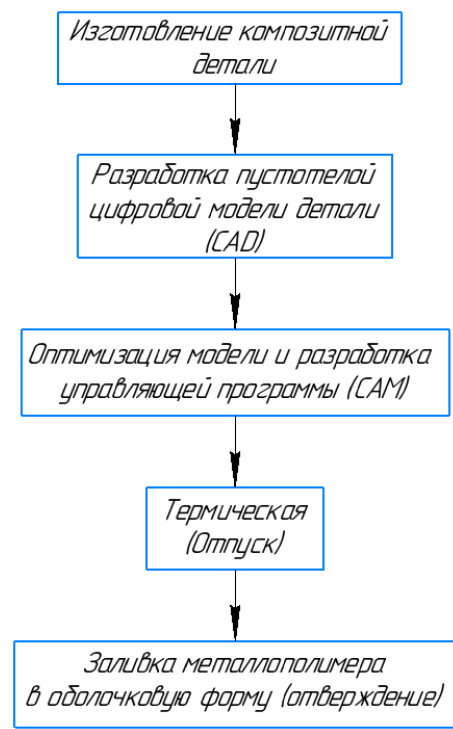 Изготовление композитной
детали
Разработка пустотелой
цифровой модели детали
(CAD)
Оптимизация модели и разработка
управляющей программы (CAM)
Термическая
(Отпуск)
Заливка металлополимера
в оболочковую форму (отверждение)